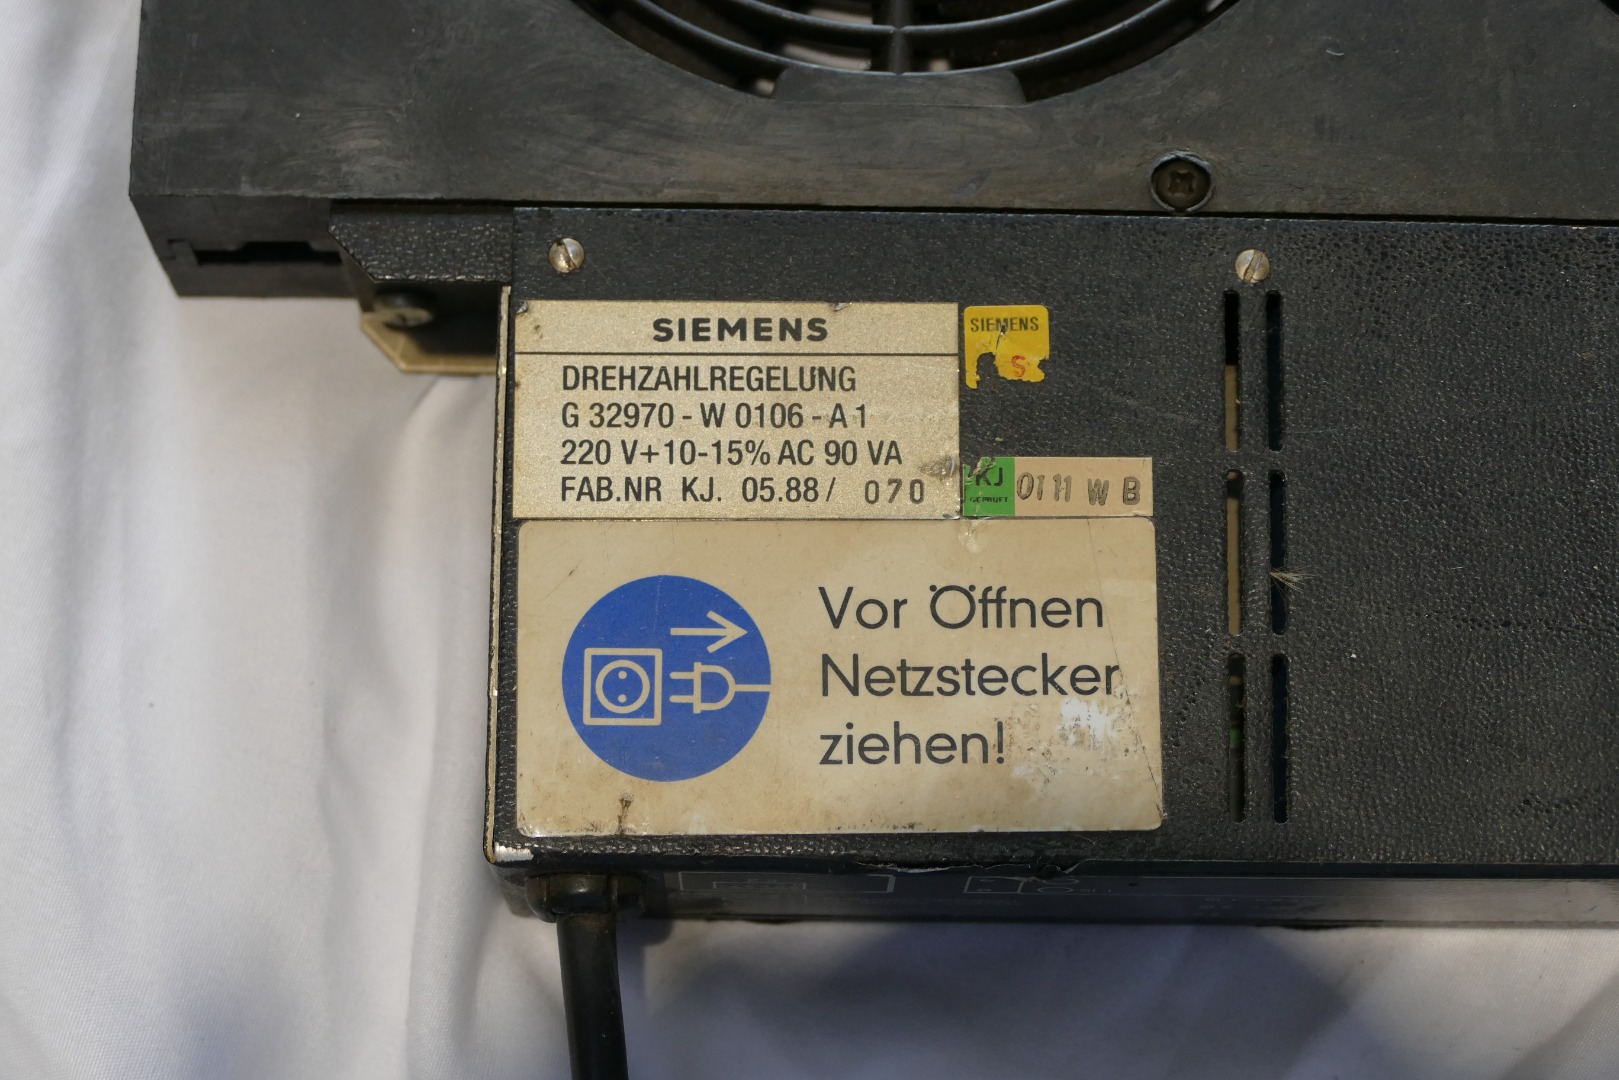 SIEMENS
DREHZAHLREGELUNG
G 32970 - W 0106 - A 1
220 V+10-15% AC 90 VA
FAB.NR KJ. 05.88/ 070
SIEMENS
S
KJ
GEPRÜFT
0111 W B
Vor Öffnen
Netzstecker
ziehen!